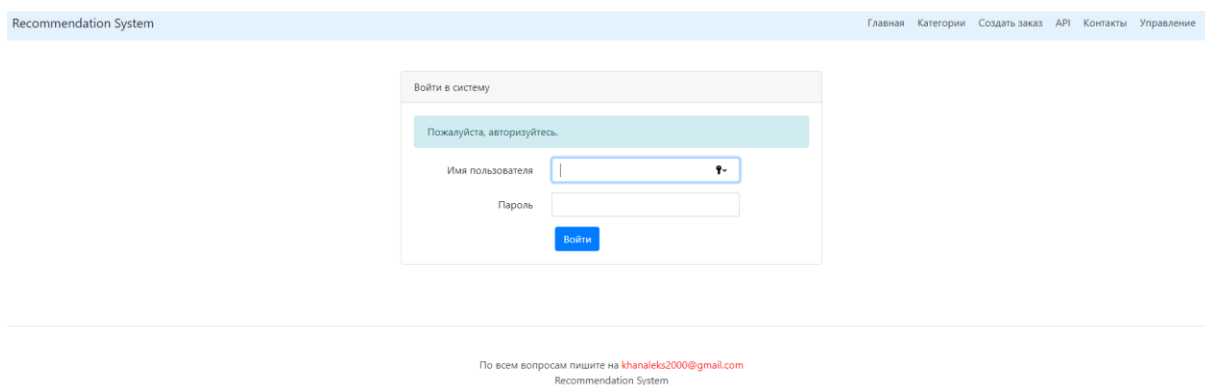 Recommendation System Главная Категории Создать заказ API Контакты Управление
Войти в систему
Пожалуйста, авторизуйтесь.
Имя пользователя
Пароль
Войти
По всем вопросам пишите на khanaleks2000@gmail.com
Recommendation System